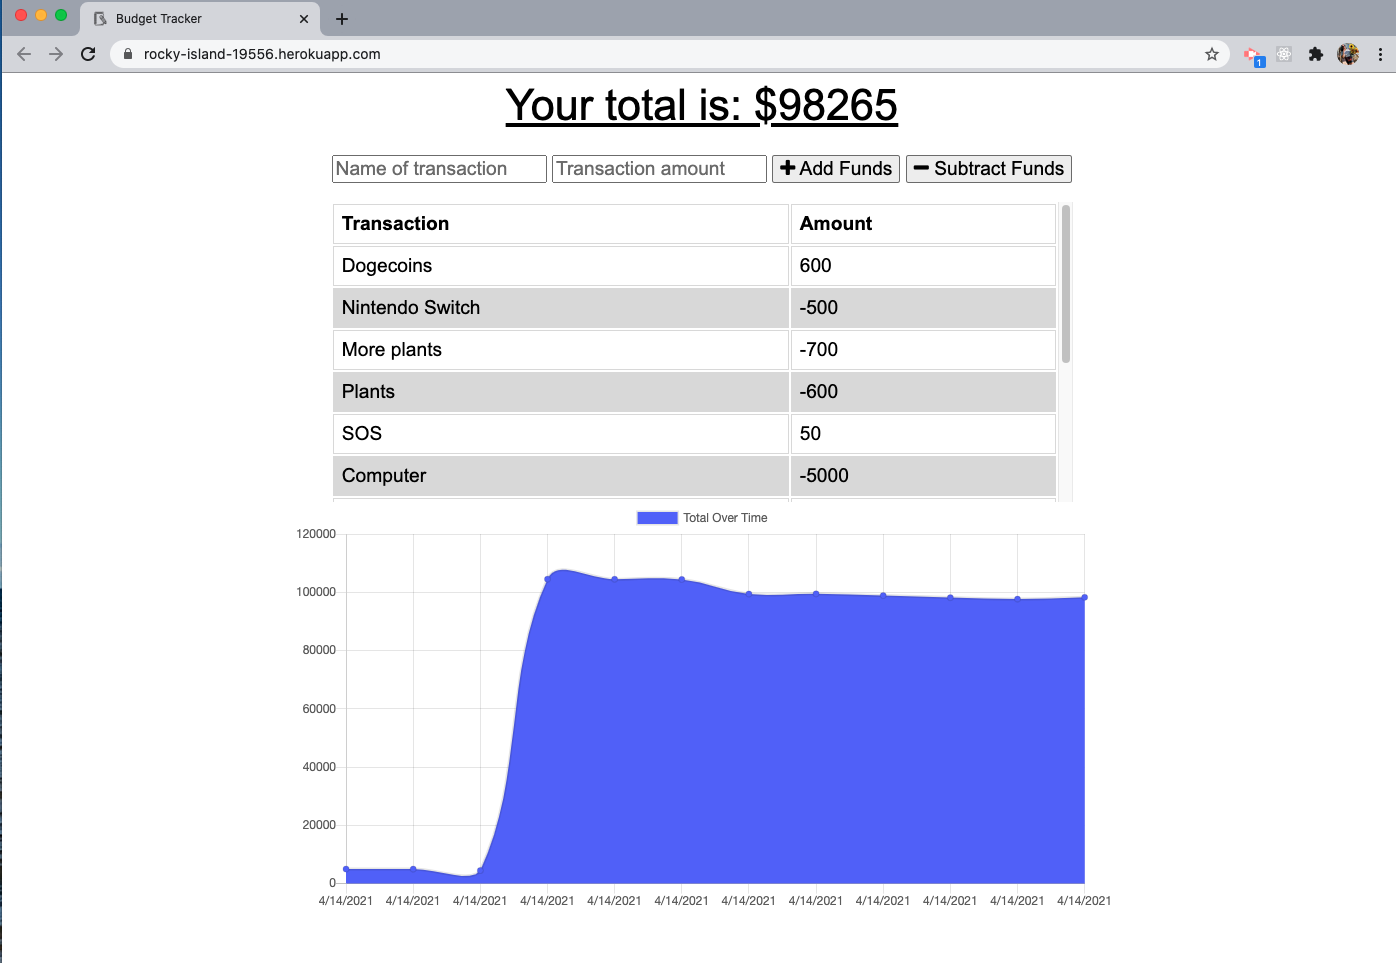 Budget Tracker
rocky-island-19556.herokuapp.com
1
Your total is: $98265
Name of transaction Transaction amount Add Funds Subtract Funds
Transaction Amount
Dogecoins 600
Nintendo Switch -500
More plants -700
Plants -600
SOS 50
Computer -5000
Total Over Time
120000
100000
80000
60000
40000
20000
0
4/14/2021 4/14/2021 4/14/2021 4/14/2021 4/14/2021 4/14/2021 4/14/2021 4/14/2021 4/14/2021 4/14/2021 4/14/2021 4/14/2021